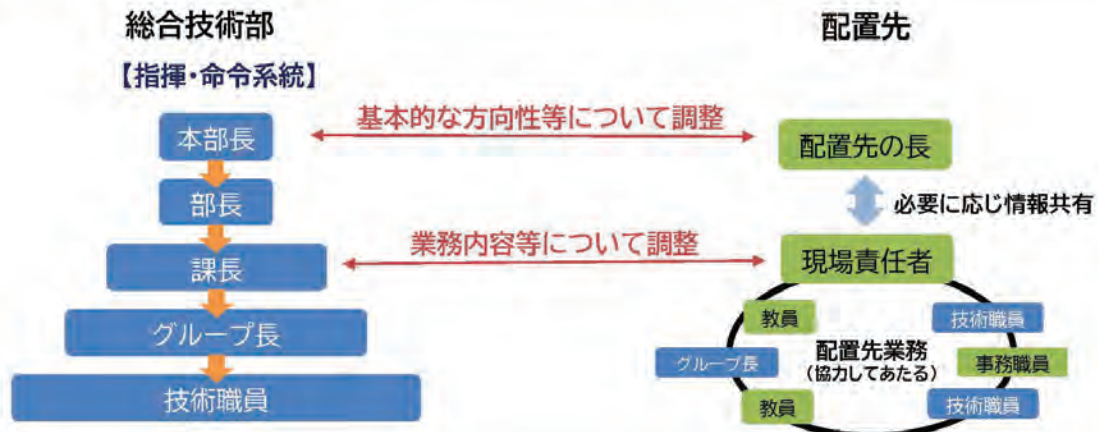 総合技術部
【指揮・命令系統】
本部長
部長
課長
グループ長
技術職員
基本的な方向性等について調整
業務内容等について調整
配置先
配置先の長
必要に応じ情報共有
現場責任者
教員
技術職員
グループ長
配置先業務
(協力してあたる)
事務職員
教員
技術職員